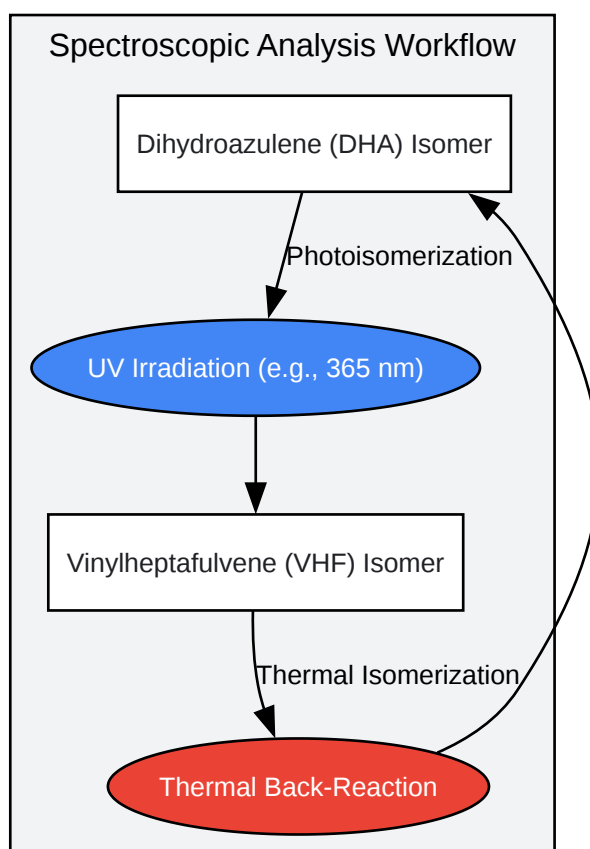 Spectroscopic Analysis Workflow
Dihydroazulene (DHA) Isomer
Photoisomerization
UV Irradiation (e.g., 365 nm)
Vinylheptafulvene (VHF) Isomer
Thermal Isomerization
Thermal Back-Reaction